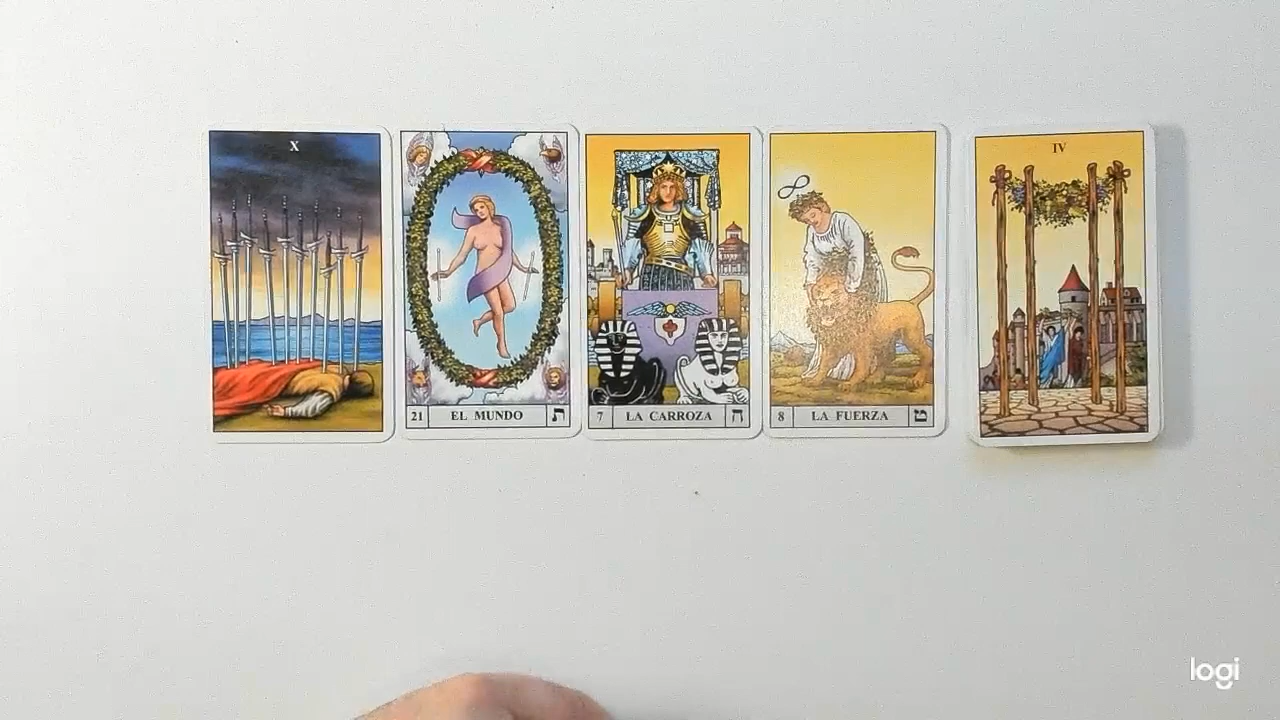 X
21 EL MUNDO ת
7 LA CARROZA ח
8 LA FUERZA ט
IV
logi